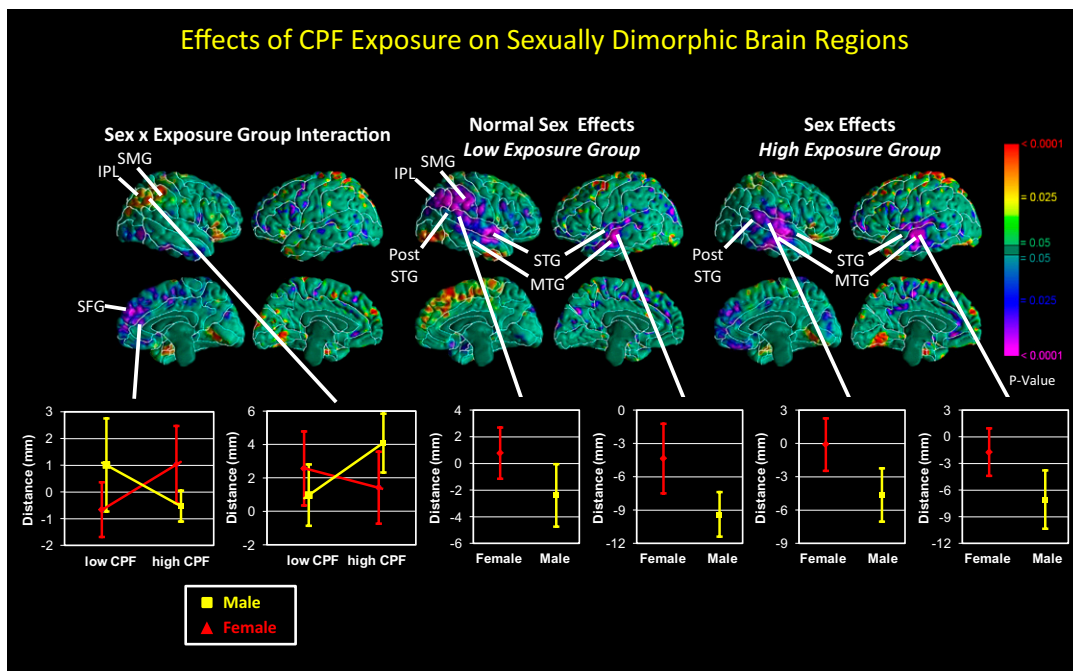 Effects of CPF Exposure on Sexually Dimorphic Brain Regions
Sex x Exposure Group Interaction
Normal Sex Effects
Low Exposure Group
Sex Effects
High Exposure Group
SMG
IPL
SFG
SMG
IPL
Post
STG
STG
MTG
Post
STG
STG
MTG
< 0.0001
= 0.025
= 0.05
= 0.05
= 0.025
< 0.0001
P-Value
Distance (mm)
3
2
1
0
-1
-2
low CPF high CPF
Distance (mm)
6
4
2
0
-2
low CPF high CPF
Distance (mm)
4
2
0
-2
-4
-6
Female Male
Distance (mm)
0
-3
-6
-9
-12
Female Male
Distance (mm)
3
0
-3
-6
-9
Female Male
Distance (mm)
3
0
-3
-6
-9
-12
Female Male
Male
Female